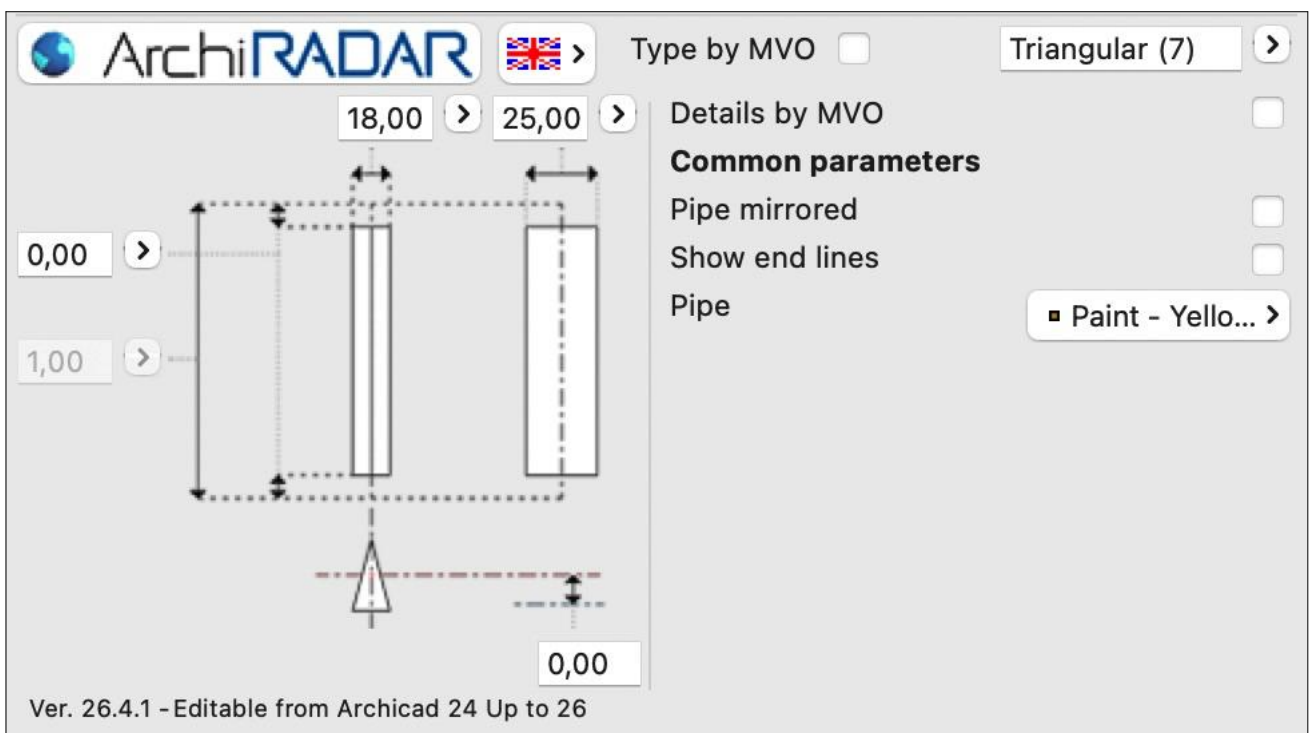 ArchiRADAR
Type by MVO
Triangular (7)
18,00
25,00
Details by MVO
Common parameters
Pipe mirrored
0,00
Show end lines
Pipe
Paint - Yello...
1,00
0,00
Ver. 26.4.1 - Editable from Archicad 24 Up to 26